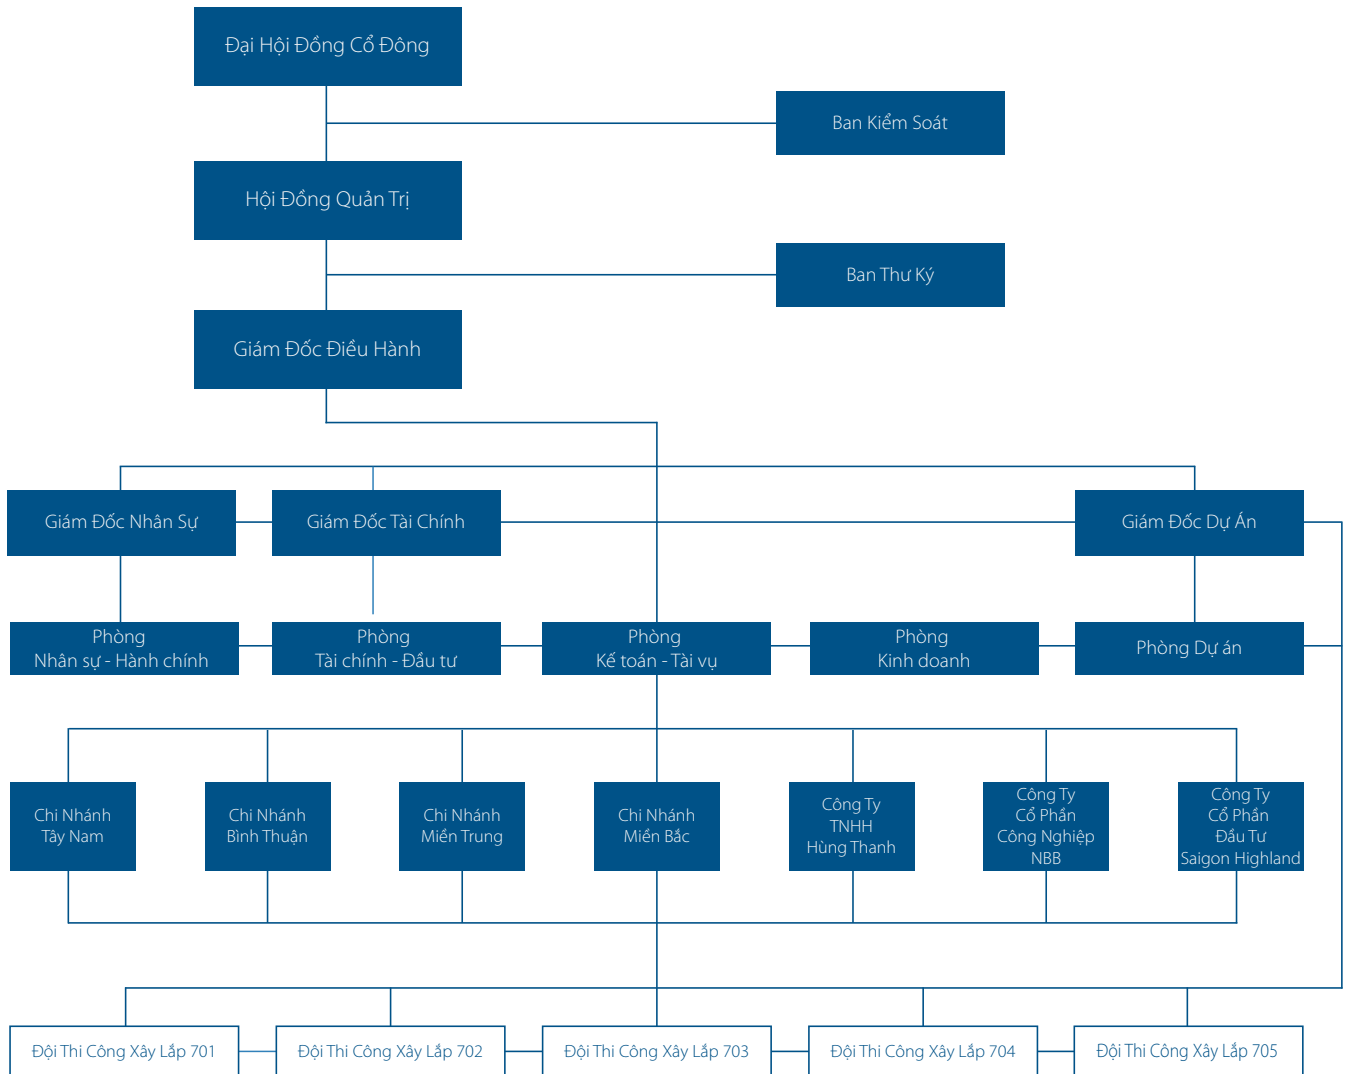 Đại Hội Đồng Cổ Đông
Ban Kiểm Soát
Hội Đồng Quản Trị
Ban Thư Ký
Giám Đốc Điều Hành
Giám Đốc Nhân Sự
Giám Đốc Tài Chính
Giám Đốc Dự Án
Phòng
Nhân sự - Hành chính
Phòng
Tài chính - Đầu tư
Phòng
Kế toán - Tài vụ
Phòng
Kinh doanh
Phòng Dự án
Chi Nhánh
Tây Nam
Chi Nhánh
Bình Thuận
Chi Nhánh
Miền Trung
Chi Nhánh
Miền Bắc
Công Ty
TNHH
Hùng Thanh
Công Ty
Cổ Phần
Công Nghiệp
NBB
Công Ty
Cổ Phần
Đầu Tư
Saigon Highland
Đội Thi Công Xây Lắp 701
Đội Thi Công Xây Lắp 702
Đội Thi Công Xây Lắp 703
Đội Thi Công Xây Lắp 704
Đội Thi Công Xây Lắp 705